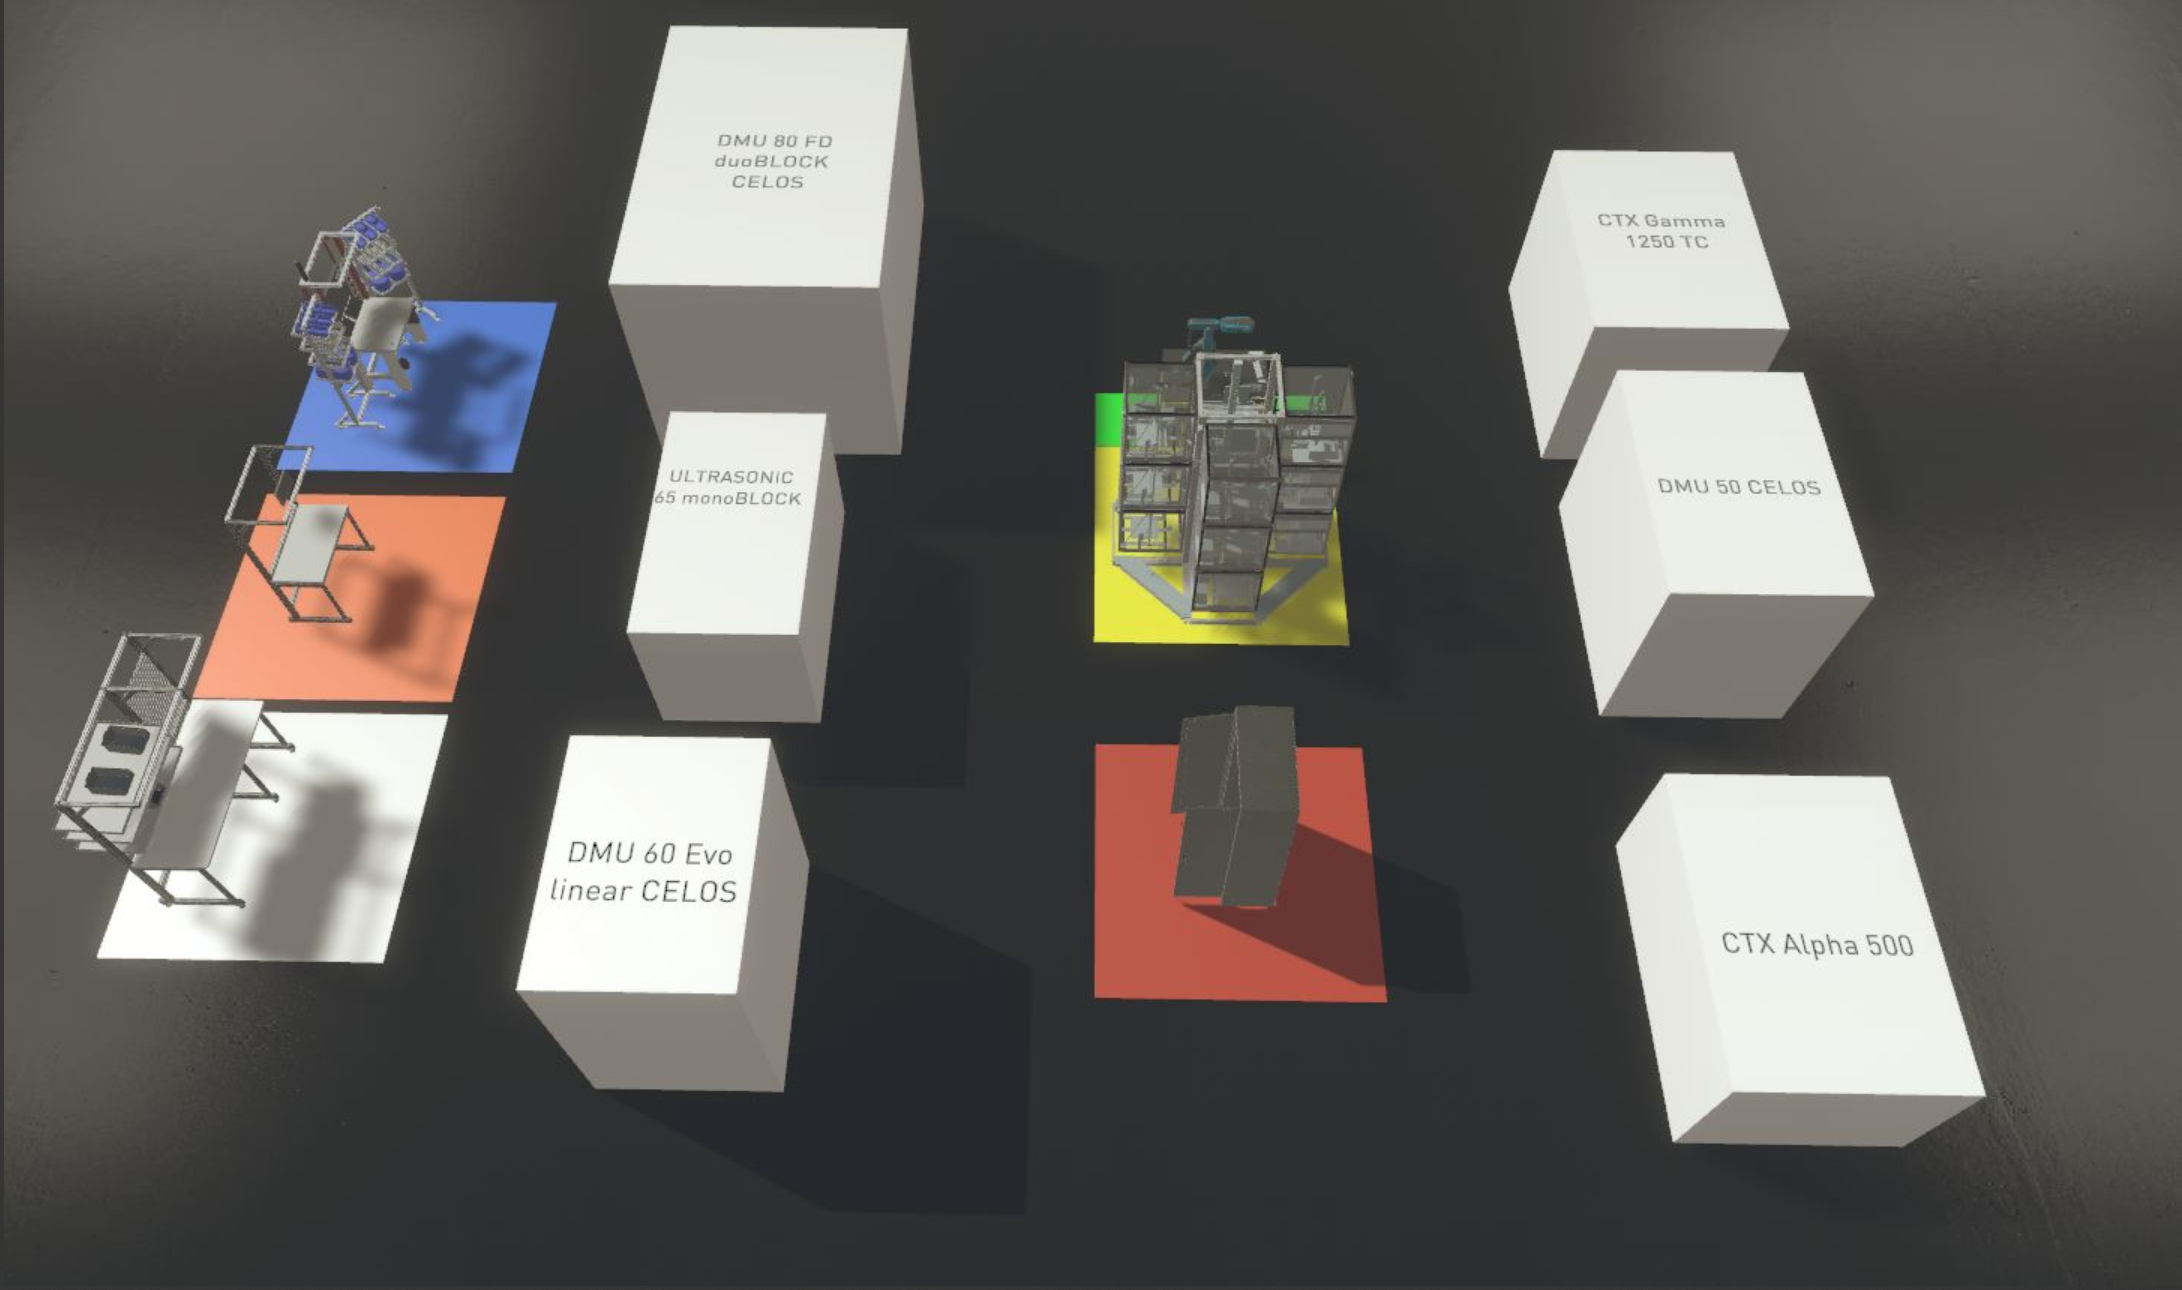 DMU 80 FD
duoBLOCK
CELOS
CTX Gamma
1250 TC
ULTRASONIC
65 monoBLOCK
DMU 50 CELOS
DMU 60 Evo
linear CELOS
CTX Alpha 500